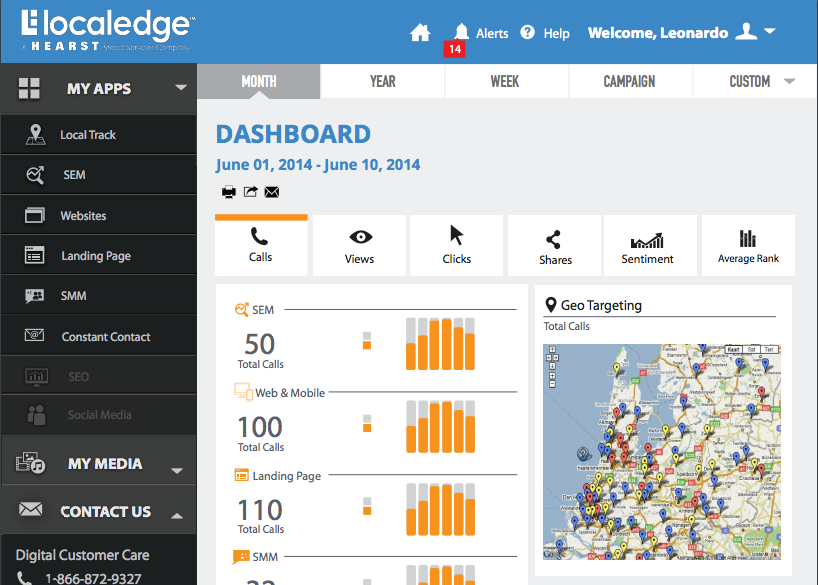 localedge™
A HEARST Media Services Company
14
Alerts
Help
Welcome, Leonardo
MY APPS
Local Track
SEM
Websites
Landing Page
SMM
Constant Contact
SEO
Social Media
MY MEDIA
CONTACT US
Digital Customer Care
1-866-872-9327
MONTH YEAR WEEK CAMPAIGN CUSTOM
DASHBOARD
June 01, 2014 - June 10, 2014
Calls Views Clicks Shares Sentiment Average Rank
SEM
50
Total Calls
Web & Mobile
100
Total Calls
Landing Page
110
Total Calls
SMM
Geo Targeting
Total Calls
Kaart Sat Terr